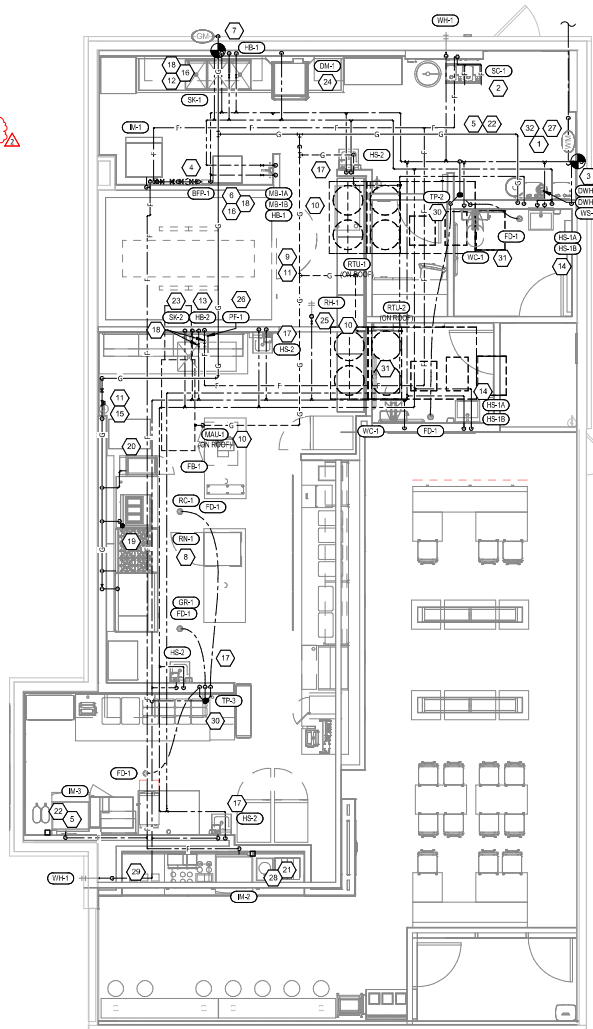 GM
7
WH-1
HB-1
18
16
12
DM-1
24
SC-1
2
SK-1
5
22
32
27
1
IM-1
F
F
F
G
G
G
HS-2
17
4
3
BFP-1
6
18
16
MB-1A
MB-1B
HB-1
10
TP-2
30
DWH
DWH
WS-
FD-1
WC-1
31
HS-1A
HS-1B
14
9
11
RTU-1
(ON ROOF
23
13
26
SK-2
HB-2
PF-1
RH-1
25
RTU-2
(ON ROOF)
10
18
17
HS-2
31
14
HS-1A
HS-1B
G
11
15
MAU-1
(ON ROOF)
G
10
WC-1
FD-1
20
FB-1
RC-1
FD-1
19
RN-1
8
GR-1
FD-1
HS-2
17
TP-3
30
FD-1
IM-3
22
5
17
HS-2
F
WH-1
29
21
28
IM-2
2